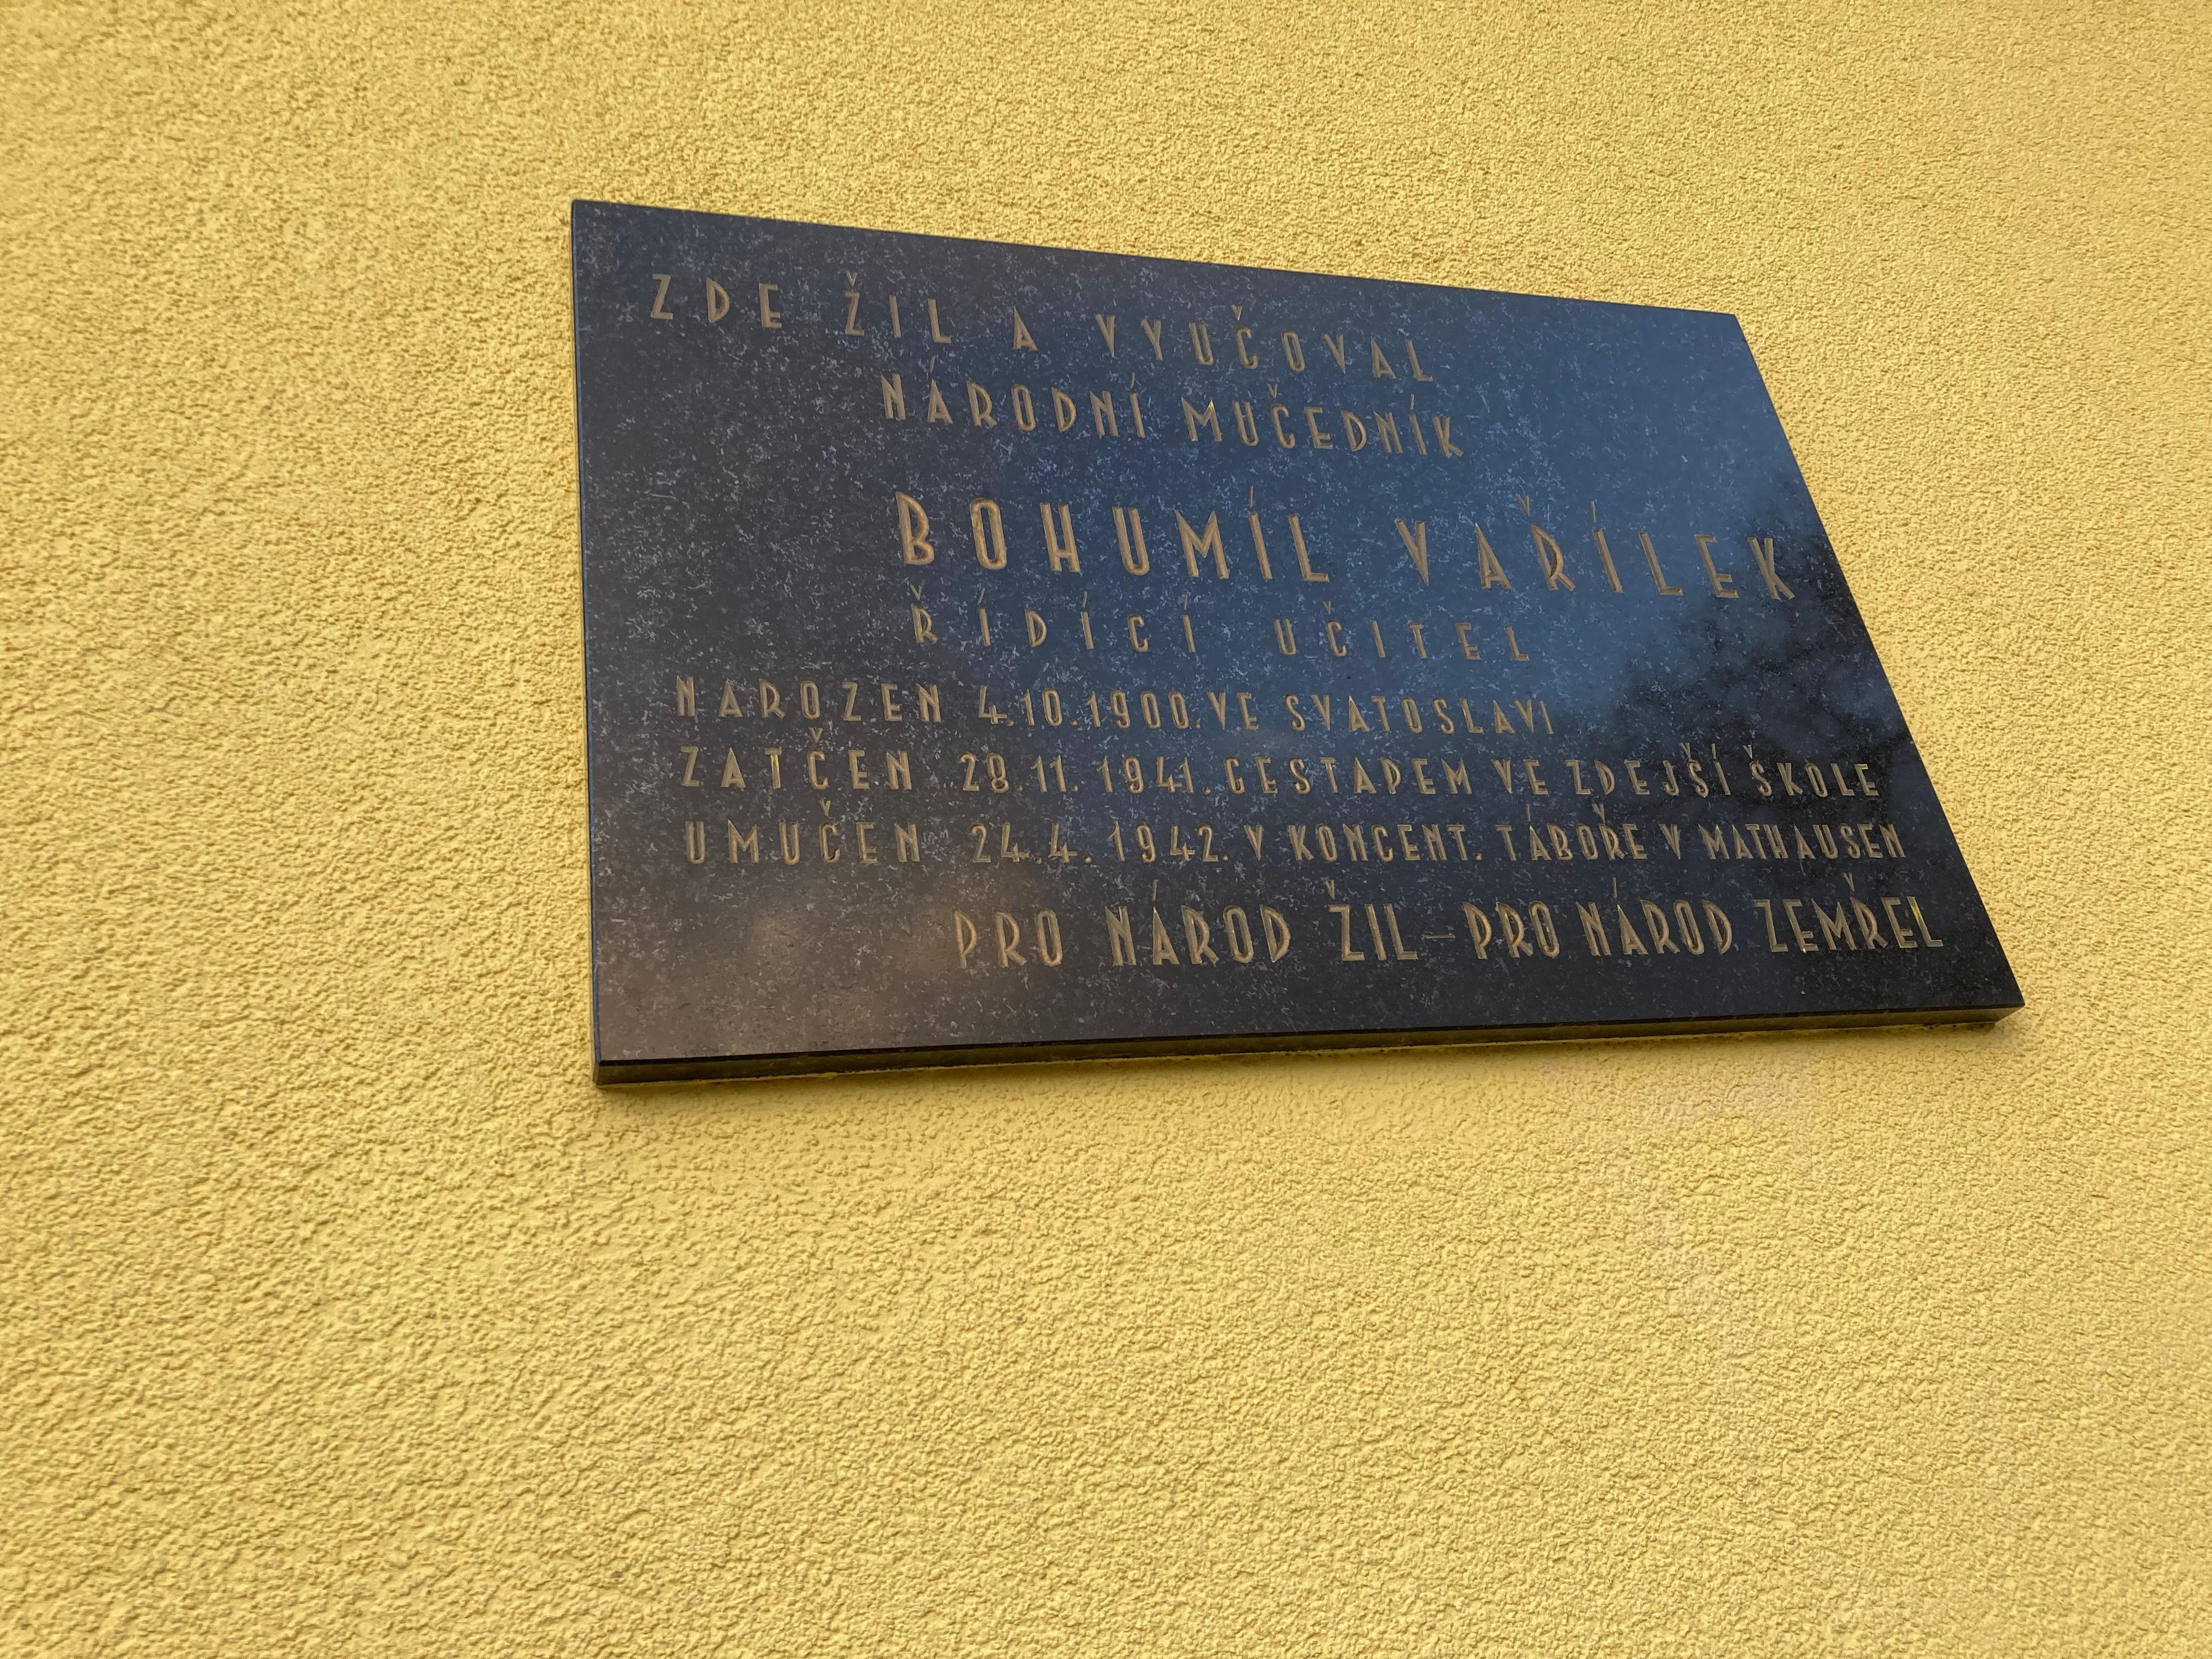 ZDE ŽIL A VYUČOVAL
NÁRODNÍ MUČEDNÍK
BOHUMÍL VAŘÍLEK
ŘÍDÍCÍ UČITEL
NAROZEN 4.10.1900. VE SVATOSLAVI
ZATČEN 28.11.1941. GESTAPEM VE ZDEJŠÍ ŠKOLE
UMUČEN 24.4.1942. V KONCENT. TÁBOŘE V MATHAUSEN
PRO NÁROD ŽIL – PRO NÁROD ZEMŘEL